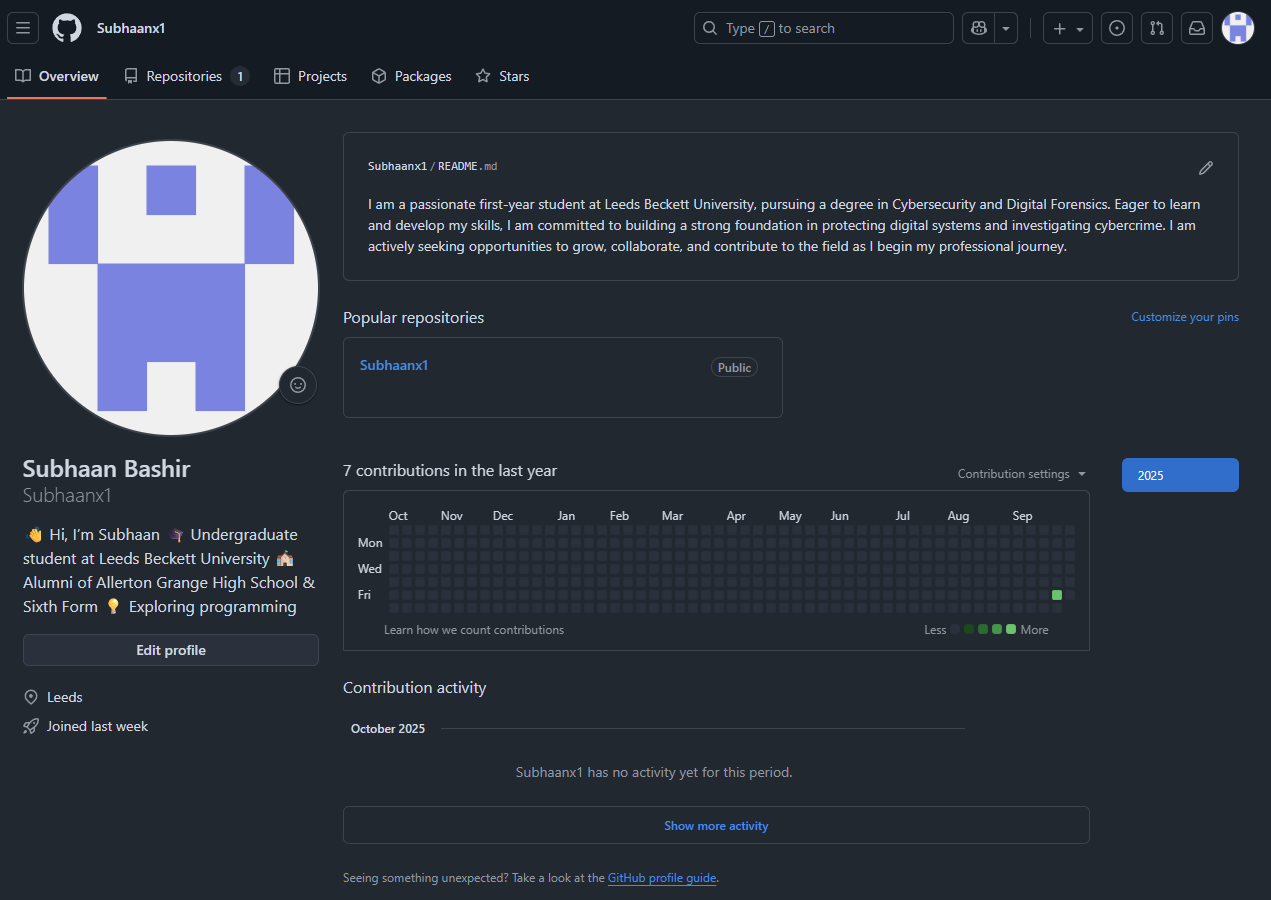 Subhaanx1
Type / to search
Overview
Repositories 1
Projects
Packages
Stars
Subhaanx1 / README.md
I am a passionate first-year student at Leeds Beckett University, pursuing a degree in Cybersecurity and Digital Forensics. Eager to learn
and develop my skills, I am committed to building a strong foundation in protecting digital systems and investigating cybercrime. I am
actively seeking opportunities to grow, collaborate, and contribute to the field as I begin my professional journey.
Popular repositories
Customize your pins
Subhaanx1
Public
Subhaan Bashir
Subhaanx1
👋 Hi, I’m Subhaan 🎓 Undergraduate
student at Leeds Beckett University 🏫
Alumni of Allerton Grange High School &
Sixth Form 💡 Exploring programming
Edit profile
Leeds
Joined last week
7 contributions in the last year
Contribution settings
2025
Oct Nov Dec Jan Feb Mar Apr May Jun Jul Aug Sep
Mon
Wed
Fri
Learn how we count contributions
Less More
Contribution activity
October 2025
Subhaanx1 has no activity yet for this period.
Show more activity
Seeing something unexpected? Take a look at the GitHub profile guide.